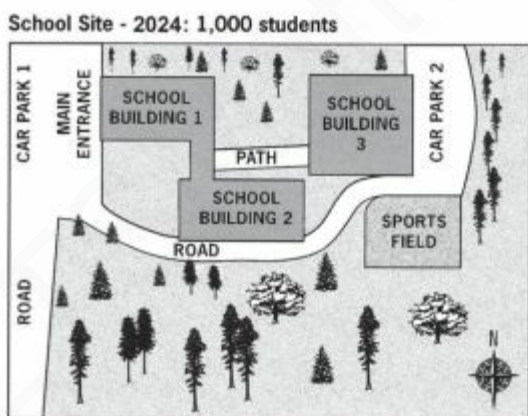 School Site - 2024: 1,000 students
CAR PARK 1
MAIN
ENTRANCE
SCHOOL
BUILDING 1
PATH
SCHOOL
BUILDING
3
CAR PARK 2
SCHOOL
BUILDING 2
SPORTS
FIELD
ROAD
ROAD
N